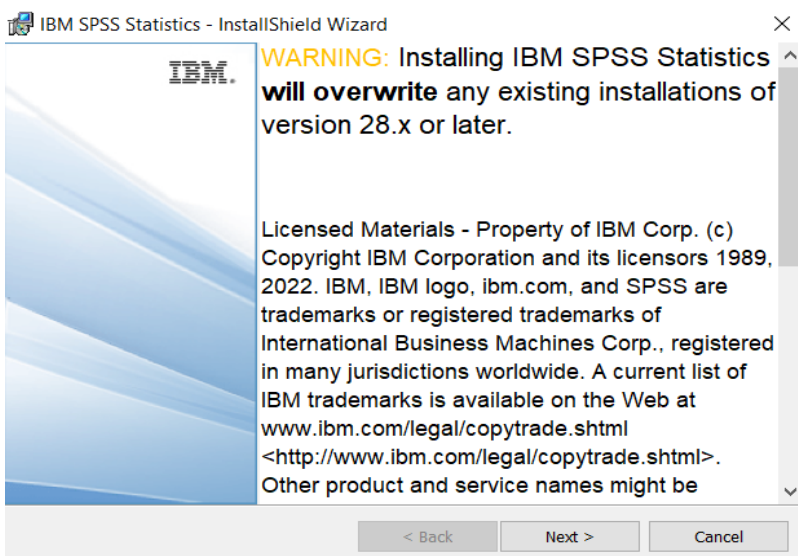 IBM SPSS Statistics - InstallShield Wizard
IBM.
WARNING: Installing IBM SPSS Statistics
will overwrite any existing installations of
version 28.x or later.
Licensed Materials - Property of IBM Corp. (c)
Copyright IBM Corporation and its licensors 1989,
2022. IBM, IBM logo, ibm.com, and SPSS are
trademarks or registered trademarks of
International Business Machines Corp., registered
in many jurisdictions worldwide. A current list of
IBM trademarks is available on the Web at
www.ibm.com/legal/copytrade.shtml
<http://www.ibm.com/legal/copytrade.shtml>.
Other product and service names might be
< Back Next > Cancel